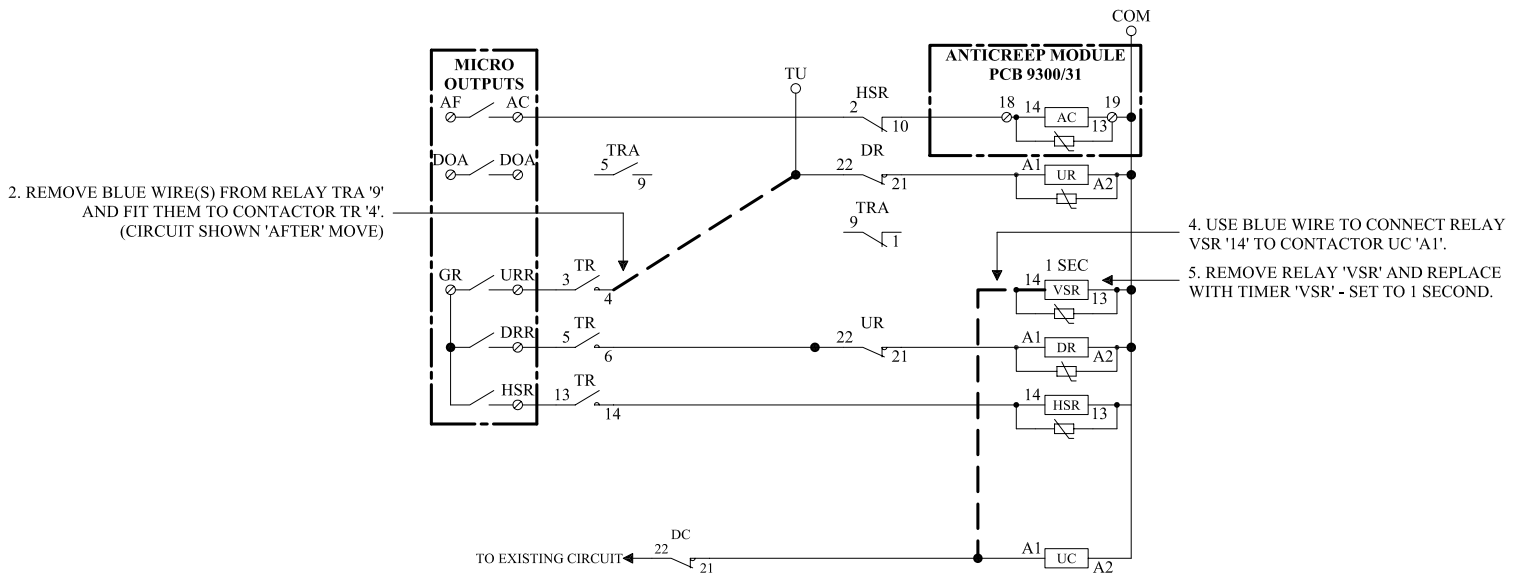 COM
MICRO
OUTPUTS
ANTICREEP MODULE
PCB 9300/31
TU
AF AC
HSR
2 10
18 14 AC 13 19
DOA DOA
TRA
5 9
DR
22 21
A1 UR A2
2. REMOVE BLUE WIRE(S) FROM RELAY TRA '9'
AND FIT THEM TO CONTACTOR TR '4'.
(CIRCUIT SHOWN 'AFTER' MOVE)
TRA
9 1
4. USE BLUE WIRE TO CONNECT RELAY
VSR '14' TO CONTACTOR UC 'A1'.
GR URR
TR
3 4
1 SEC
14 VSR 13
5. REMOVE RELAY 'VSR' AND REPLACE
WITH TIMER 'VSR' - SET TO 1 SECOND.
DRR
TR
5 6
UR
22 21
A1 DR A2
HSR
TR
13 14
14 HSR 13
TO EXISTING CIRCUIT
DC
22 21
A1 UC A2